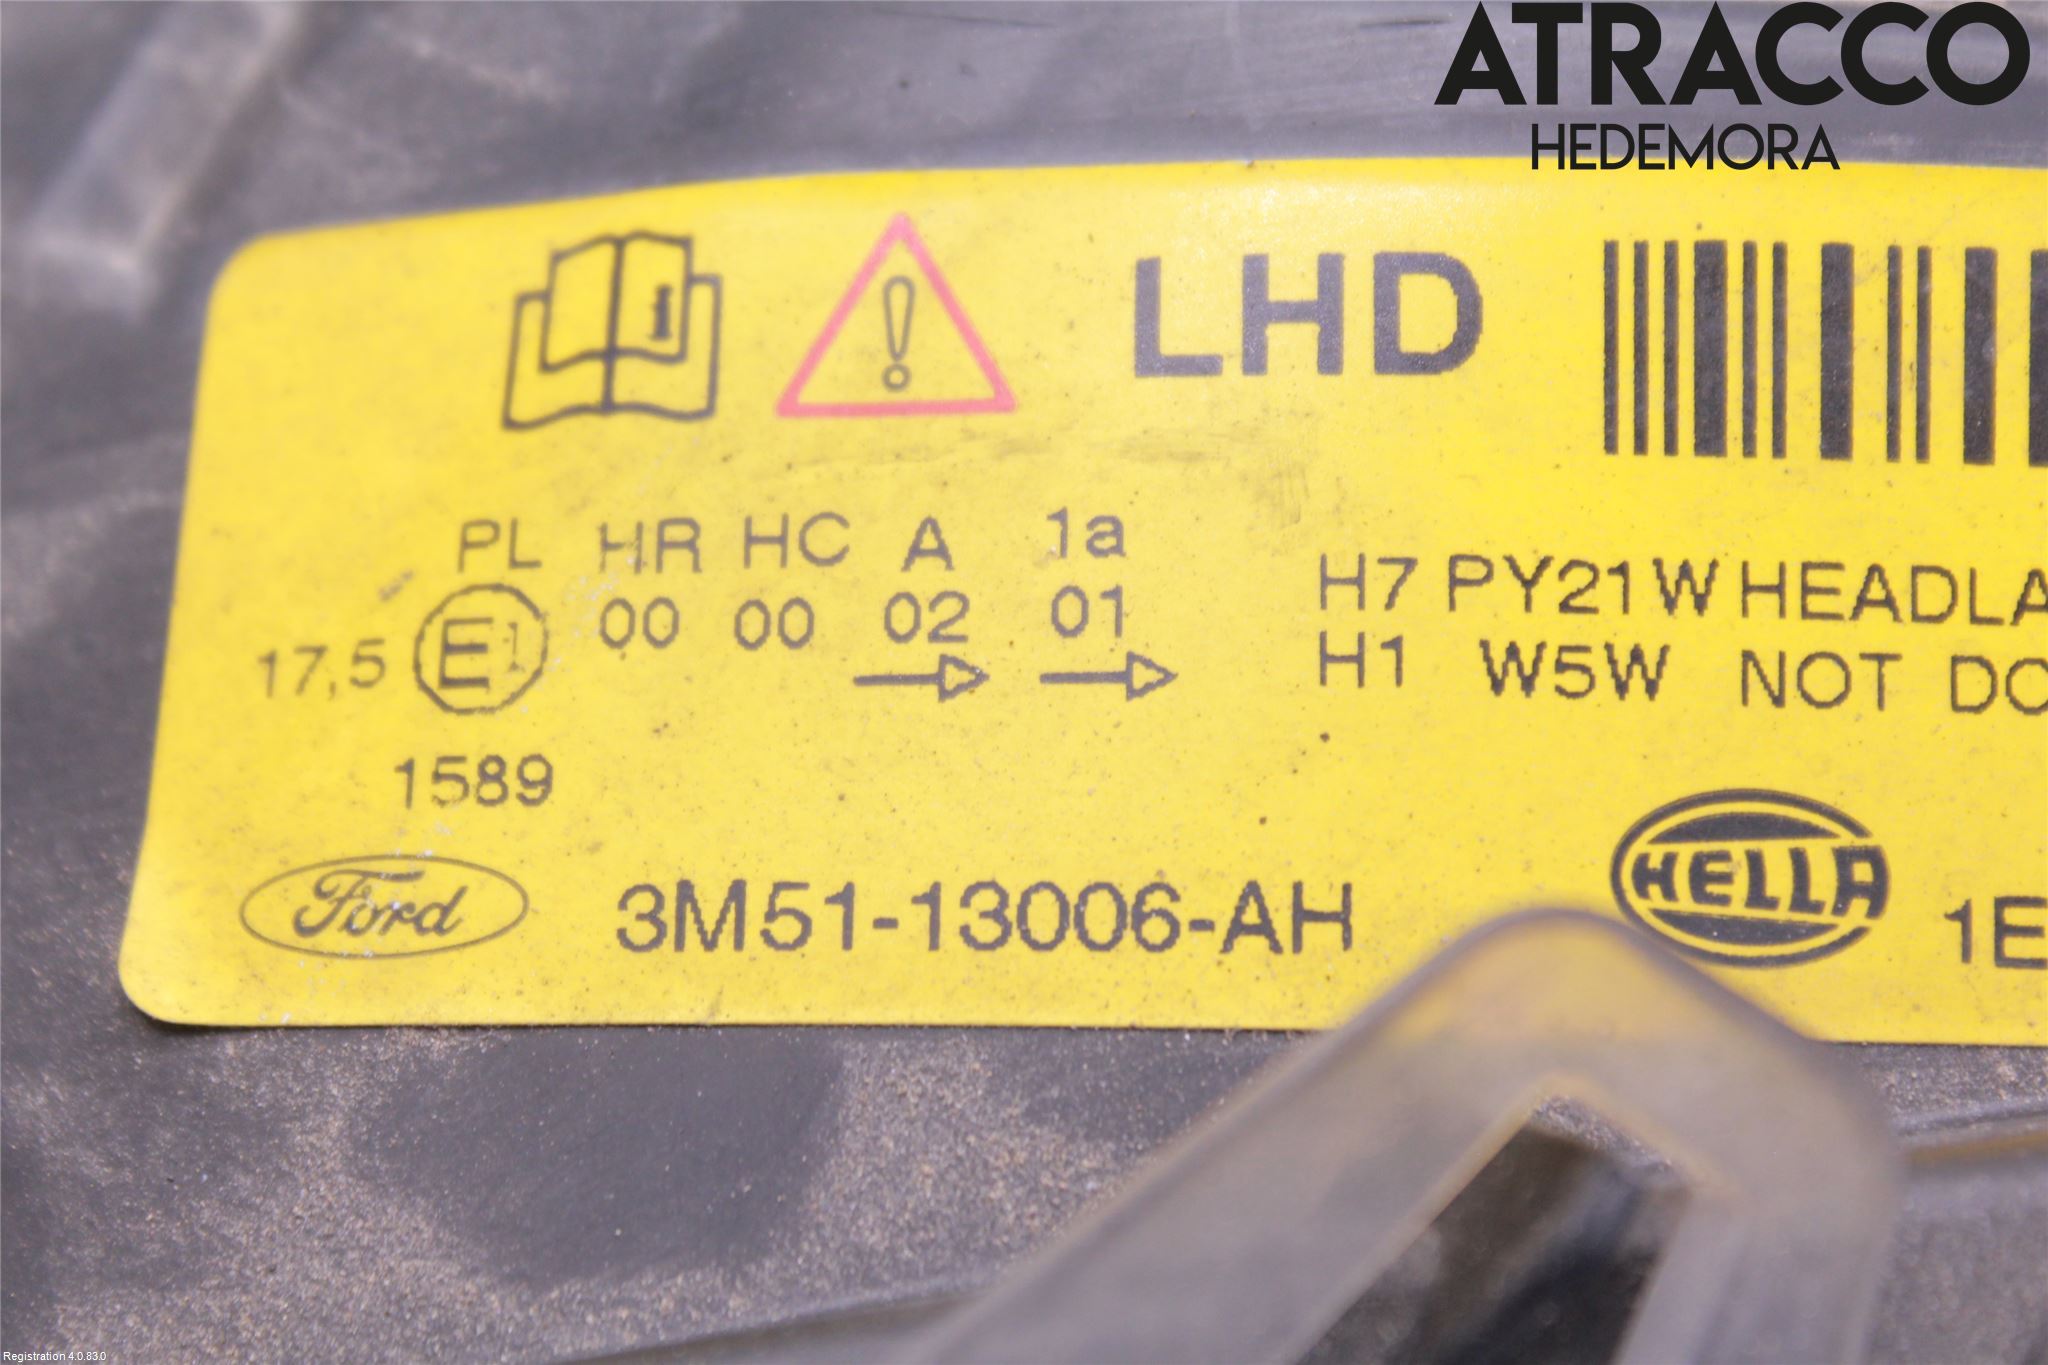 ATRACCO
HEDEMORA
LHD
PL HR HC A 1a
17,5 E1 00 00 02 01
1589
H7 PY21W HEADLA
H1 W5W NOT DO
Ford 3M51-13006-AH
HELLA 1E
Registration 4.0.83.0